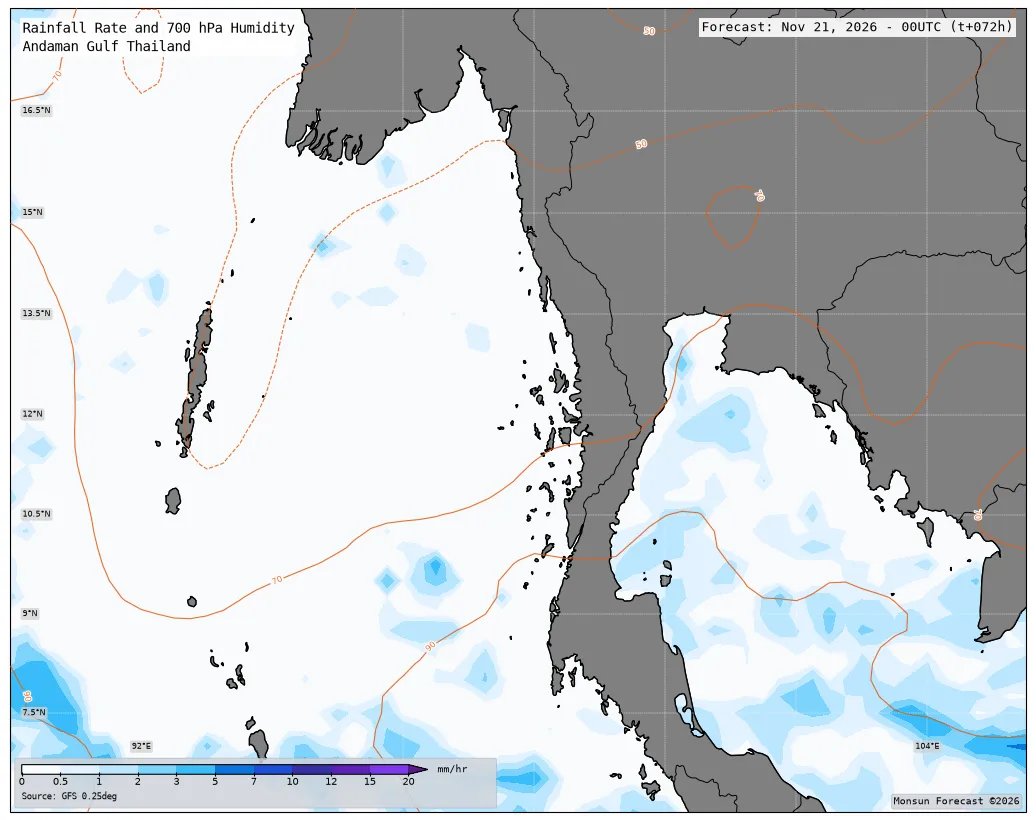 Rainfall Rate and 700 hPa Humidity
Andaman Gulf Thailand
Forecast: Nov 21, 2026 - 00UTC (t+072h)
50
70
16.5°N
50
70
15°N
13.5°N
12°N
10.5°N
70
70
9°N
90
90
7.5°N
92°E
104°E
mm/hr
0 0.5 1 2 3 5 7 10 12 15 20
Source: GFS 0.25deg
Monsun Forecast ©2026